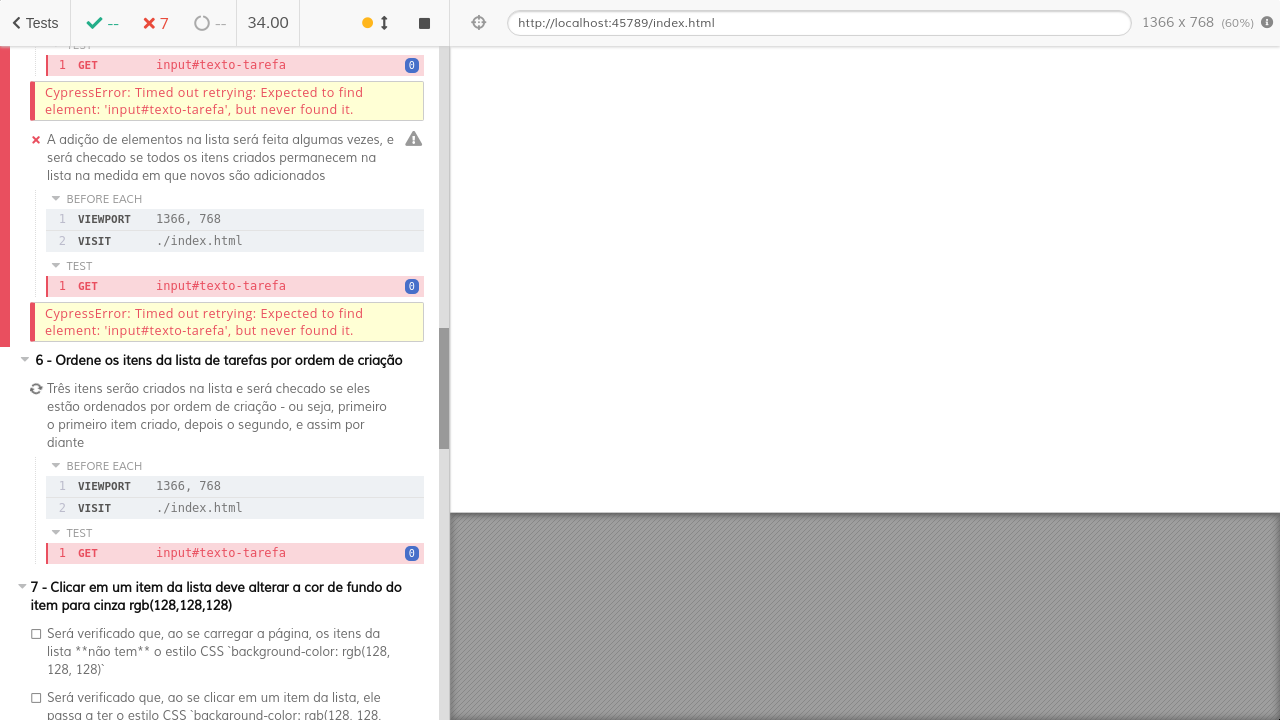 Tests
--
7
--
34.00
http://localhost:45789/index.html
1366 x 768 (60%)
TEST
1 GET input#texto-tarefa 0
CypressError: Timed out retrying: Expected to find
element: 'input#texto-tarefa', but never found it.
A adição de elementos na lista será feita algumas vezes, e
será checado se todos os itens criados permanecem na
lista na medida em que novos são adicionados
BEFORE EACH
1 VIEWPORT 1366, 768
2 VISIT ./index.html
TEST
1 GET input#texto-tarefa 0
CypressError: Timed out retrying: Expected to find
element: 'input#texto-tarefa', but never found it.
6 - Ordene os itens da lista de tarefas por ordem de criação
Três itens serão criados na lista e será checado se eles
estão ordenados por ordem de criação - ou seja, primeiro
o primeiro item criado, depois o segundo, e assim por
diante
BEFORE EACH
1 VIEWPORT 1366, 768
2 VISIT ./index.html
TEST
1 GET input#texto-tarefa 0
7 - Clicar em um item da lista deve alterar a cor de fundo do
item para cinza rgb(128,128,128)
Será verificado que, ao se carregar a página, os itens da
lista **não tem** o estilo CSS `background-color: rgb(128,
128, 128)`
Será verificado que, ao se clicar em um item da lista, ele
passa a ter o estilo CSS `background-color: rgb(128, 128,